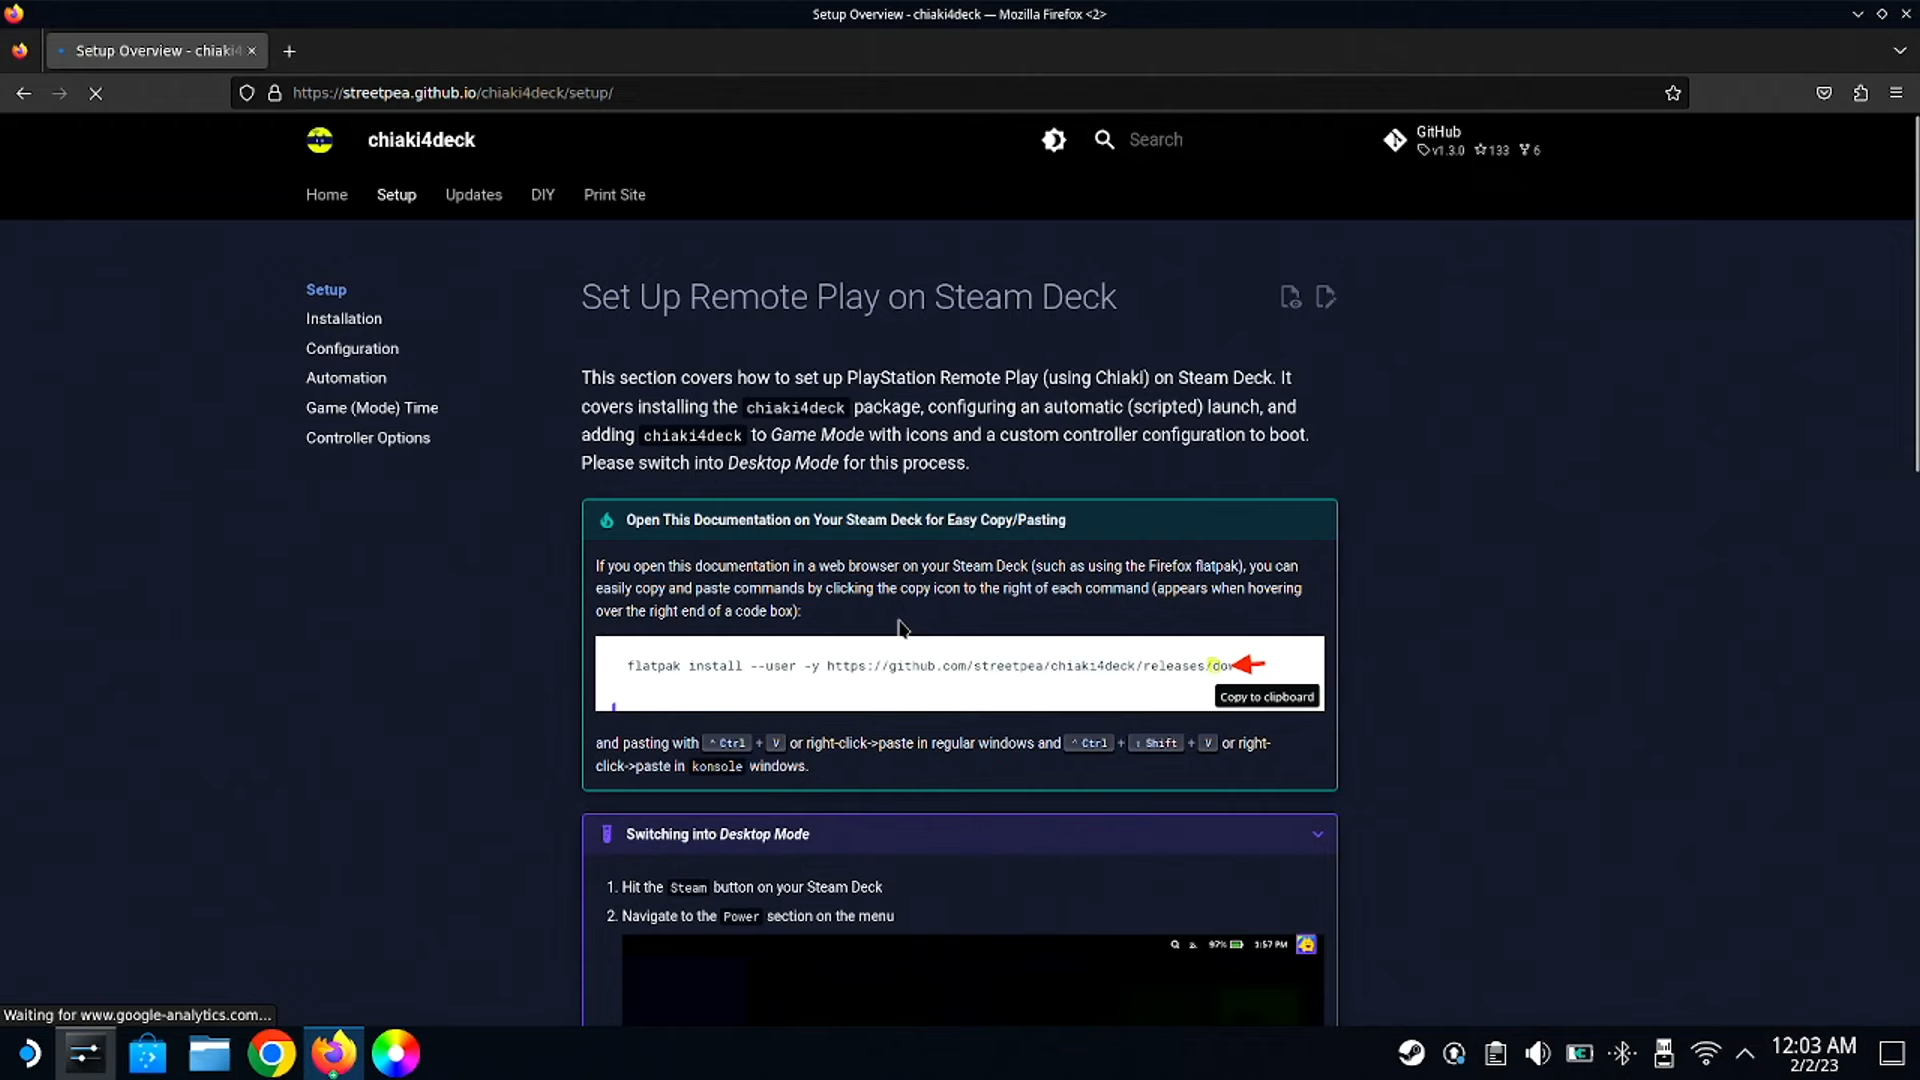 Setup Overview - chiaki4deck — Mozilla Firefox <2>
Setup Overview - chiaki4
https://streetpea.github.io/chiaki4deck/setup/
chiaki4deck
Search
GitHub
v1.3.0 133 6
Home Setup Updates DIY Print Site
Setup
Installation
Configuration
Automation
Game (Mode) Time
Controller Options
Set Up Remote Play on Steam Deck
This section covers how to set up PlayStation Remote Play (using Chiaki) on Steam Deck. It
covers installing the chiaki4deck package, configuring an automatic (scripted) launch, and
adding chiaki4deck to Game Mode with icons and a custom controller configuration to boot.
Please switch into Desktop Mode for this process.
Open This Documentation on Your Steam Deck for Easy Copy/Pasting
If you open this documentation in a web browser on your Steam Deck (such as using the Firefox flatpak), you can
easily copy and paste commands by clicking the copy icon to the right of each command (appears when hovering
over the right end of a code box):
flatpak install --user -y https://github.com/streetpea/chiaki4deck/releases/dow
Copy to clipboard
and pasting with Ctrl + V or right-click->paste in regular windows and Ctrl + Shift + V or right-
click->paste in konsole windows.
Switching into Desktop Mode
1. Hit the Steam button on your Steam Deck
2. Navigate to the Power section on the menu
97% 3:57 PM
Waiting for www.google-analytics.com...
12:03 AM
2/2/23